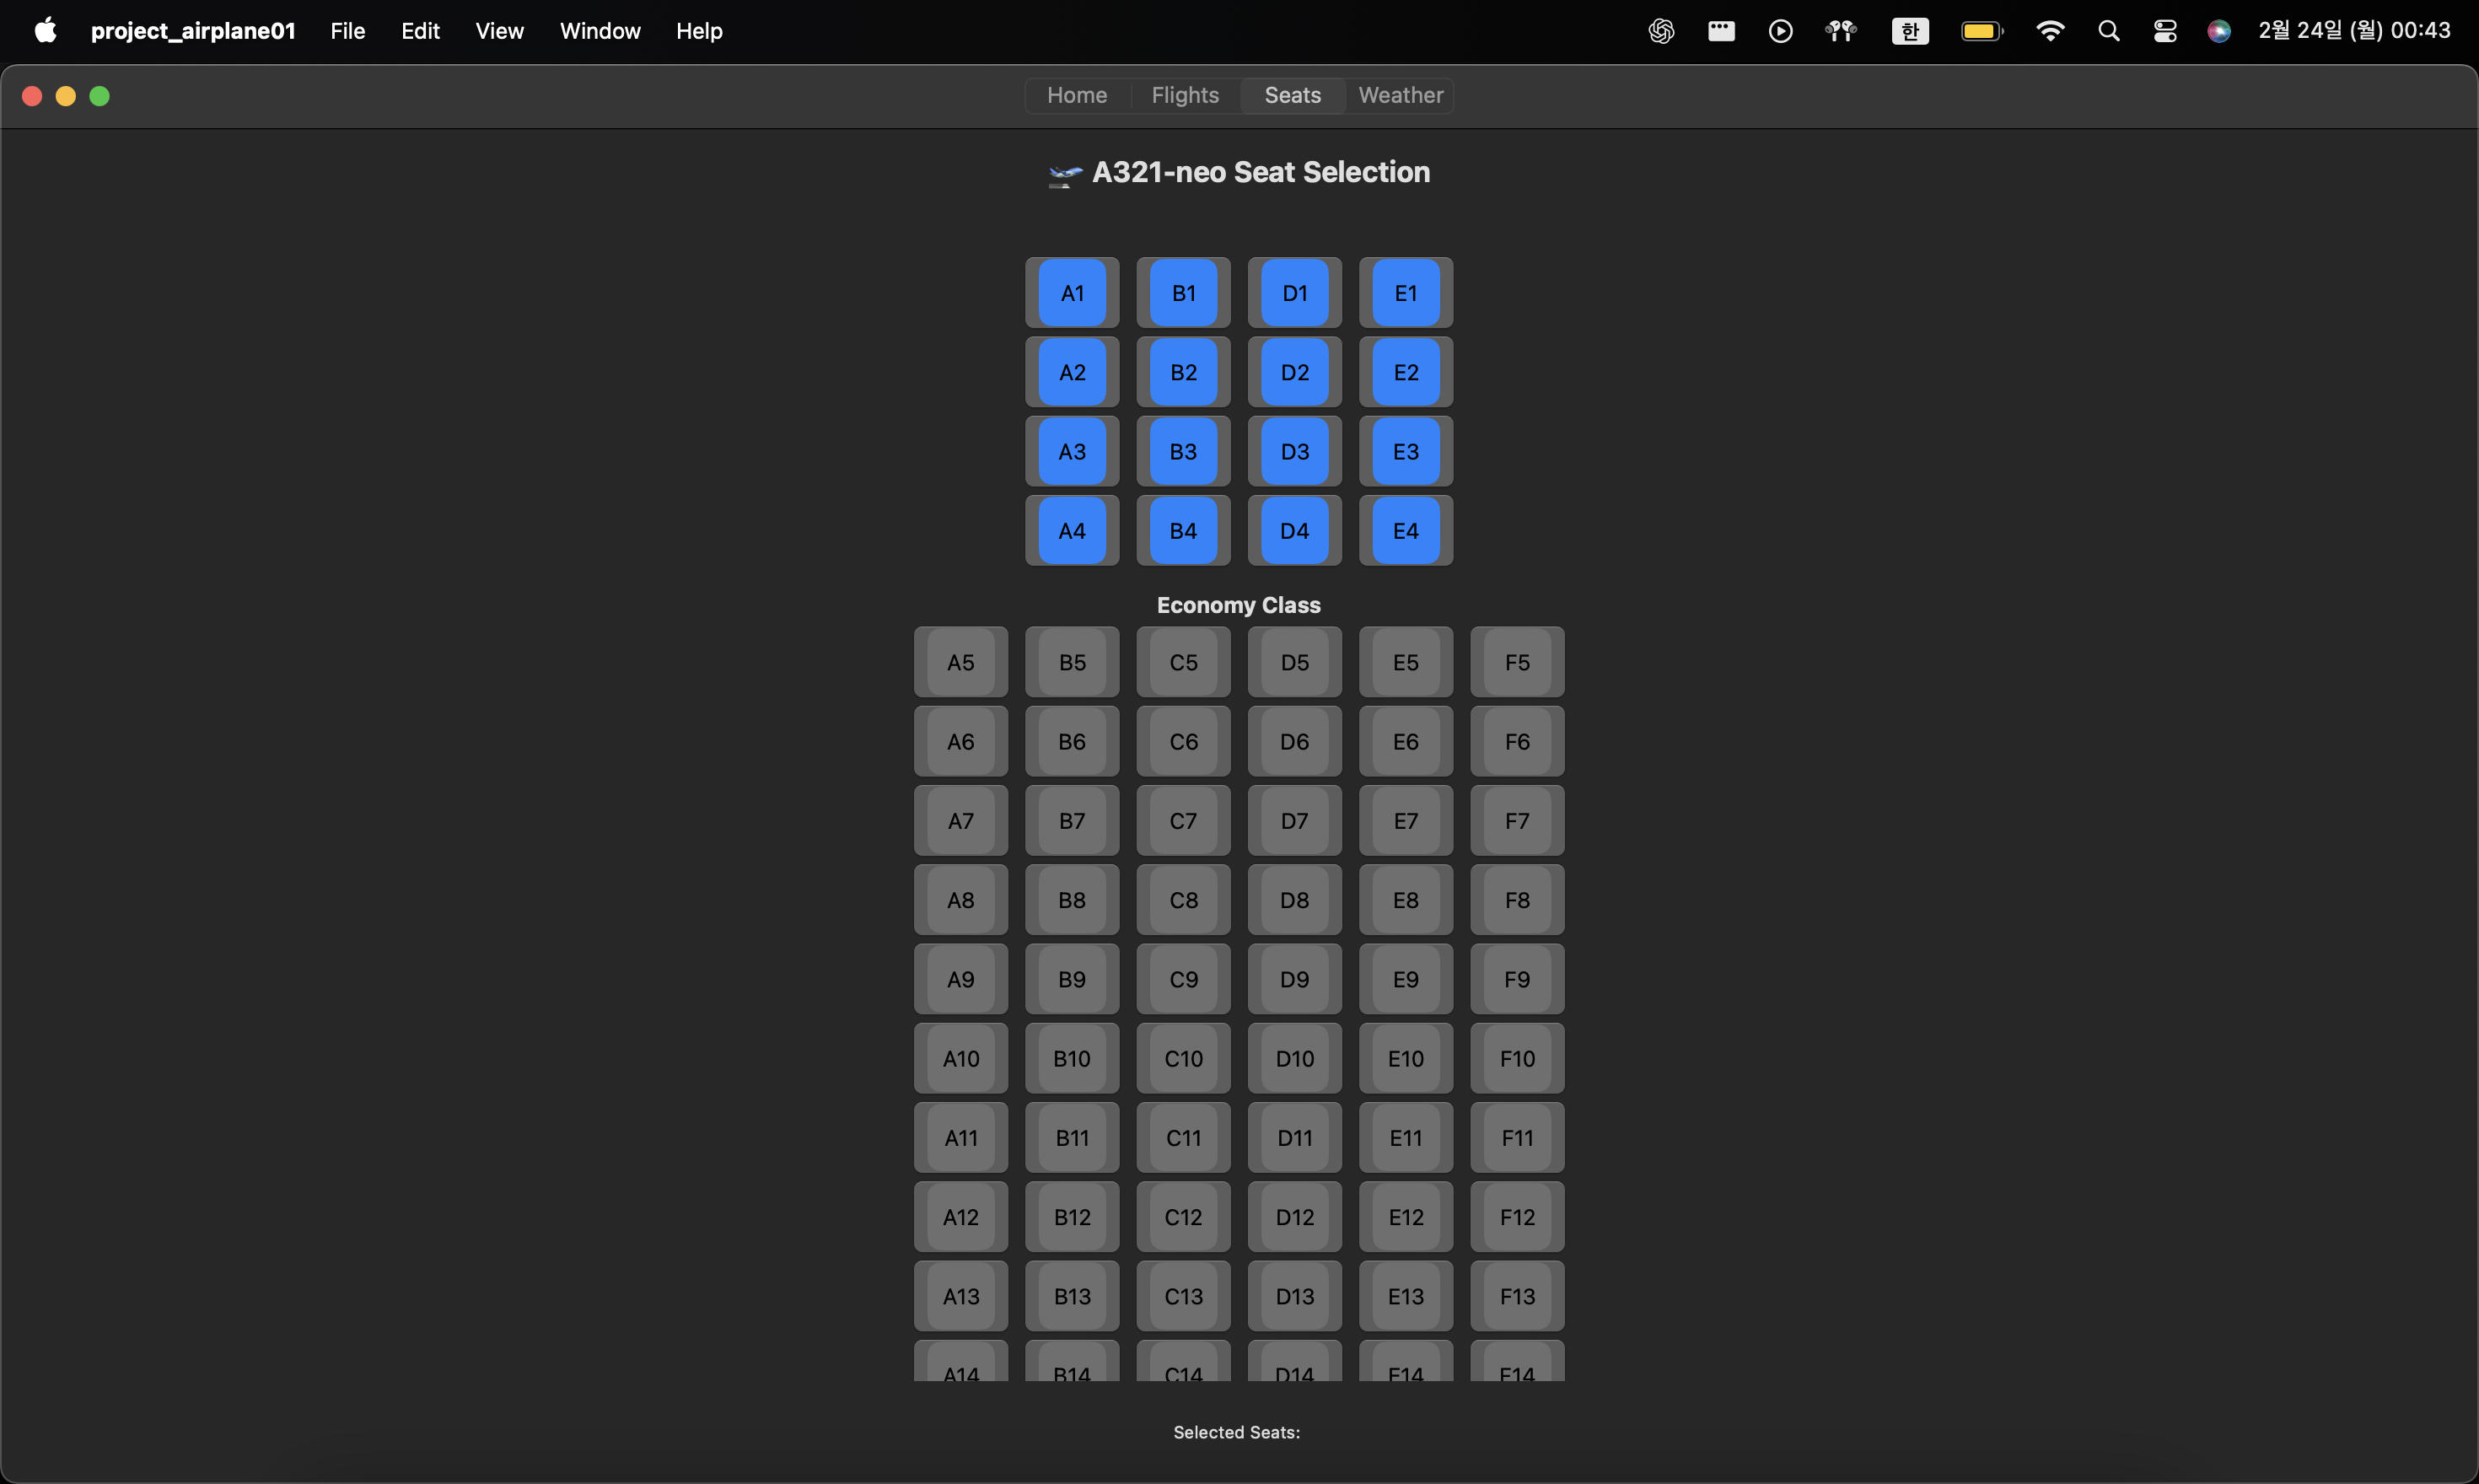 project_airplane01 File Edit View Window Help 한 2월 24일 (월) 00:43
Home Flights Seats Weather
A321-neo Seat Selection
A1 B1 D1 E1
A2 B2 D2 E2
A3 B3 D3 E3
A4 B4 D4 E4
Economy Class
A5 B5 C5 D5 E5 F5
A6 B6 C6 D6 E6 F6
A7 B7 C7 D7 E7 F7
A8 B8 C8 D8 E8 F8
A9 B9 C9 D9 E9 F9
A10 B10 C10 D10 E10 F10
A11 B11 C11 D11 E11 F11
A12 B12 C12 D12 E12 F12
A13 B13 C13 D13 E13 F13
A14 B14 C14 D14 E14 F14
Selected Seats: